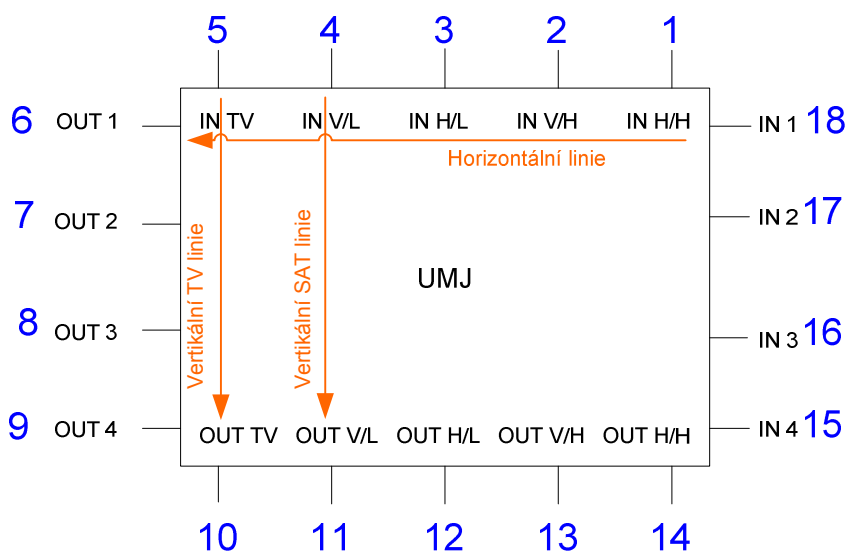 5 4 3 2 1
6 OUT 1 IN TV IN V/L IN H/L IN V/H IN H/H IN 1 18
Horizontální linie
7 OUT 2 IN 2 17
Vertikální TV linie
Vertikální SAT linie
UMJ
8 OUT 3 IN 3 16
9 OUT 4 OUT TV OUT V/L OUT H/L OUT V/H OUT H/H IN 4 15
10 11 12 13 14